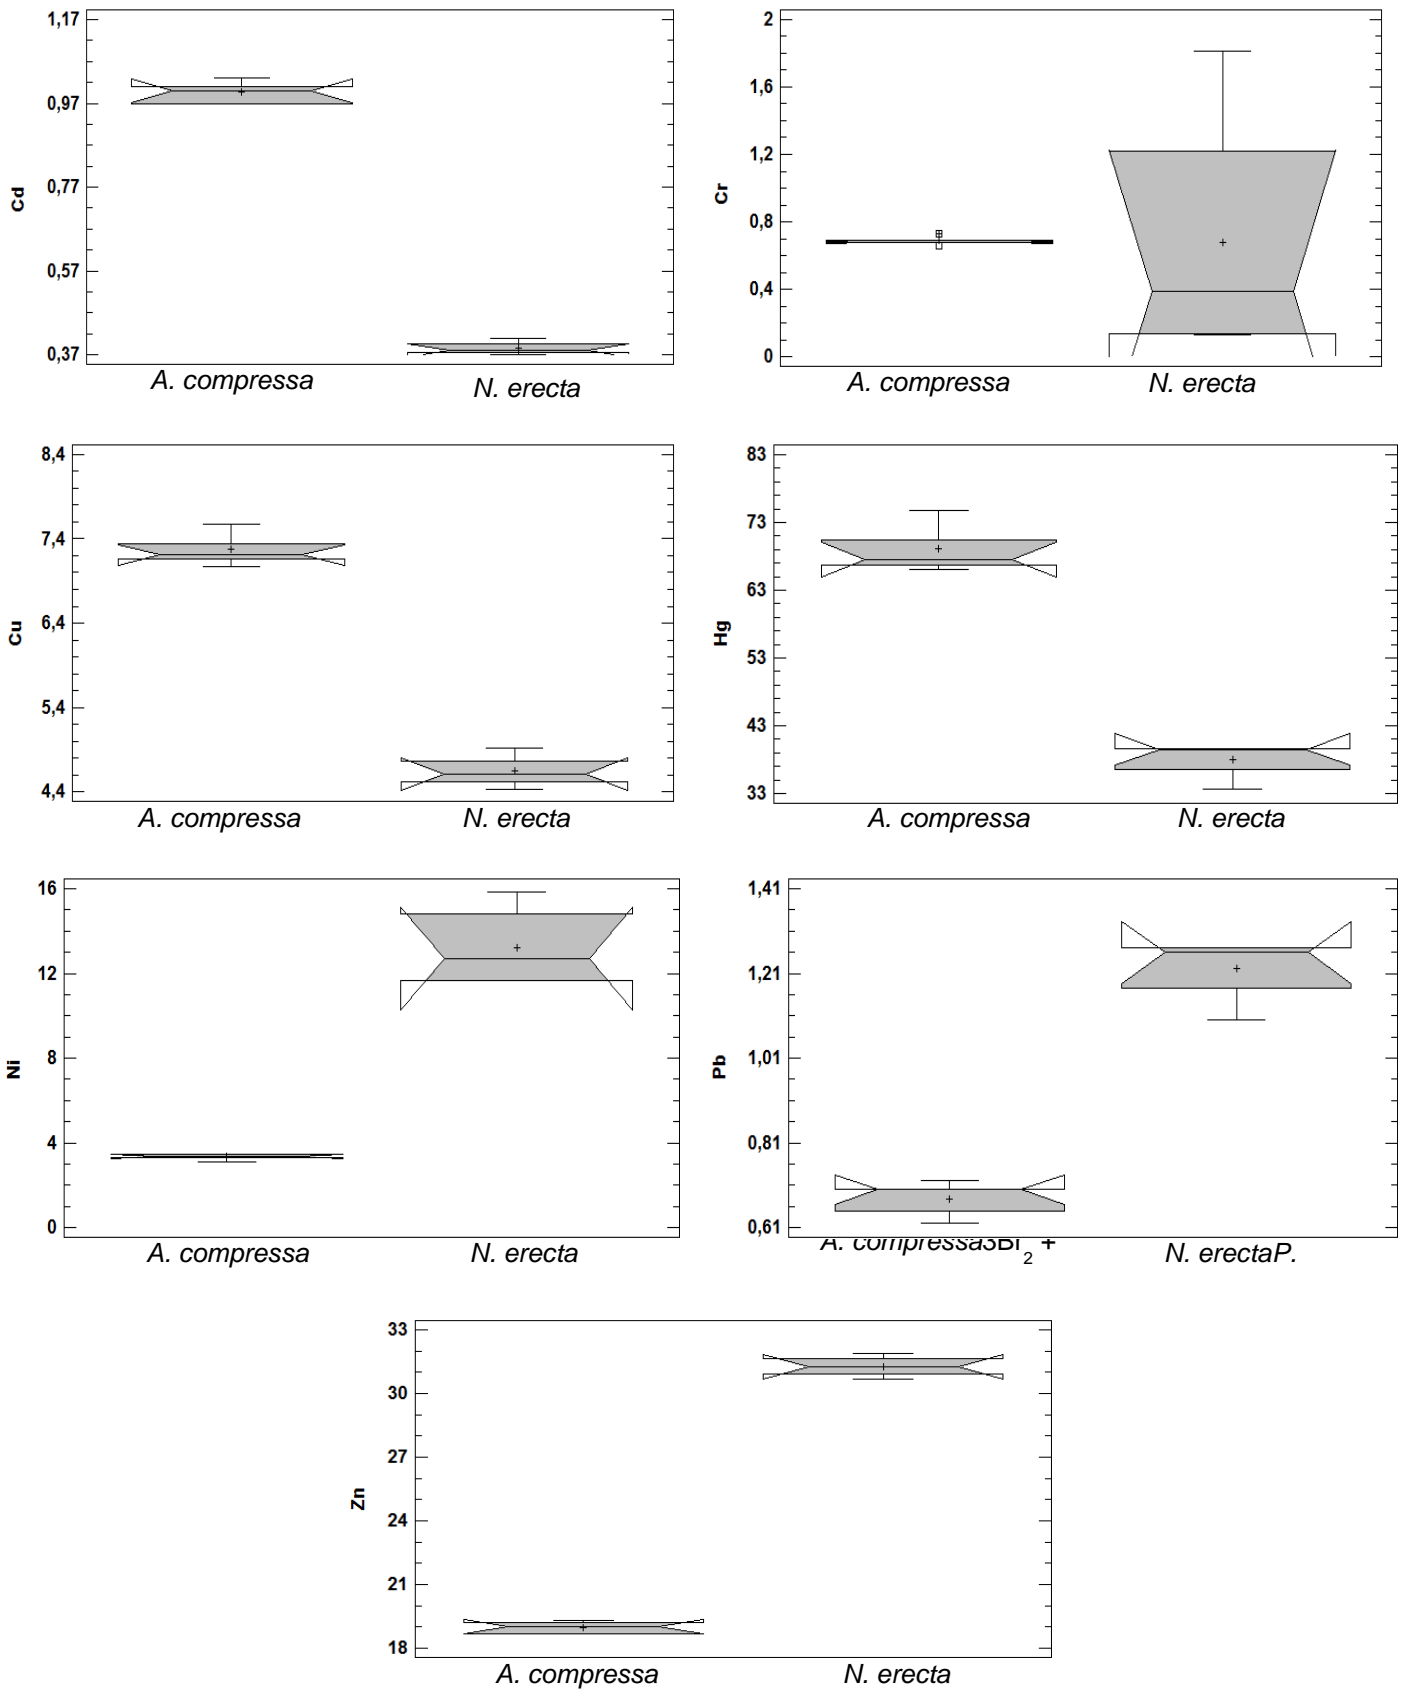 1,17
0,97
0,77
0,57
0,37
Cd
A. compressa
N. erecta
2
1,6
1,2
0,8
0,4
0
Cr
A. compressa
N. erecta
8,4
7,4
6,4
5,4
4,4
Cu
A. compressa
N. erecta
83
73
63
53
43
33
Hg
A. compressa
N. erecta
16
12
8
4
0
Ni
A. compressa
N. erecta
1,41
1,21
1,01
0,81
0,61
Pb
A. compressa3Br2 +
N. erectaP.
33
30
27
24
21
18
Zn
A. compressa
N. erecta